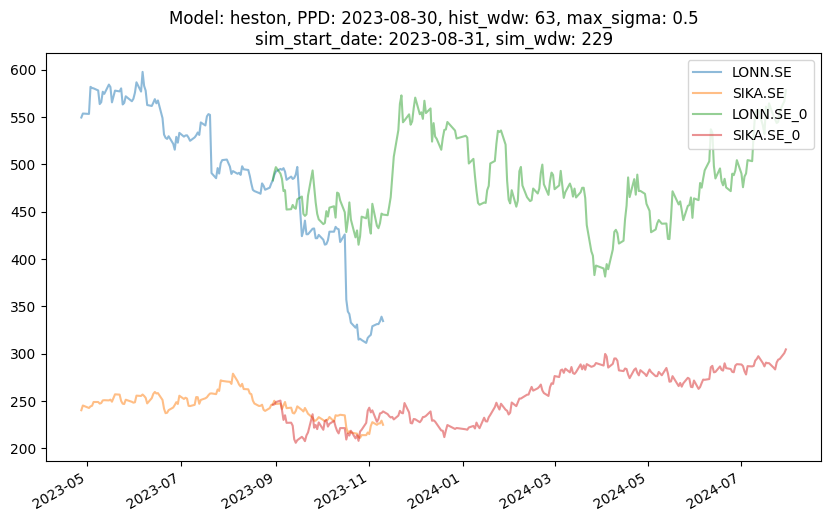 Model: heston, PPD: 2023-08-30, hist_wdw: 63, max_sigma: 0.5
sim_start_date: 2023-08-31, sim_wdw: 229
600
550
500
450
400
350
300
250
200
LONN.SE
SIKA.SE
LONN.SE_0
SIKA.SE_0
2023-05
2023-07
2023-09
2023-11
2024-01
2024-03
2024-05
2024-07